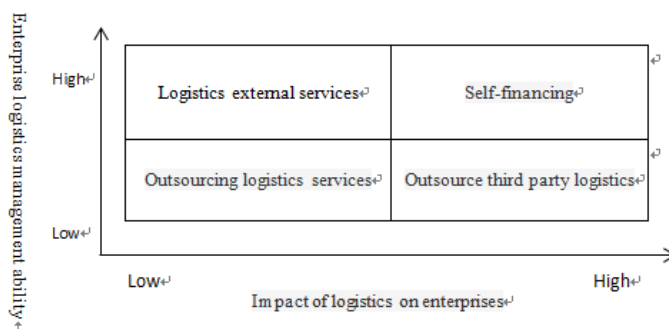 Enterprise logistics management ability↵
High↵
Logistics external services↵
Self-financing↵
↵
Outsourcing logistics services↵
Outsource third party logistics↵
↵
Low↵
Low↵
High↵
Impact of logistics on enterprises↵